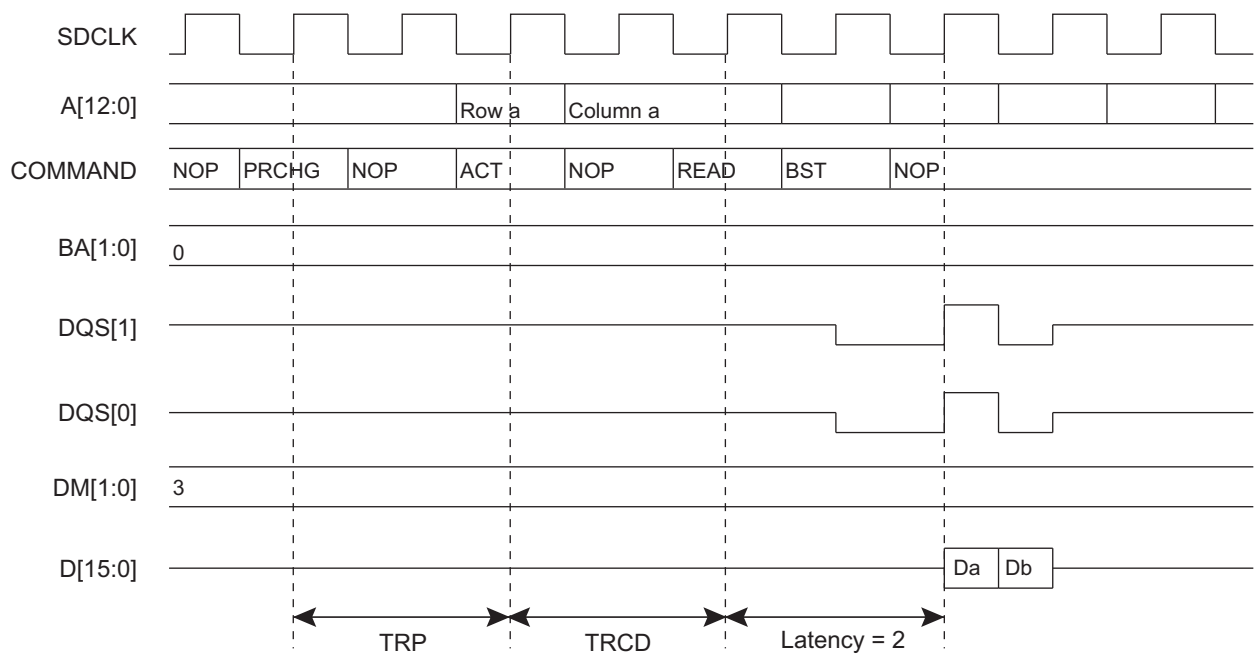 SDCLK
A[12:0] Row a Column a
COMMAND NOP PRCHG NOP ACT NOP READ BST NOP
BA[1:0] 0
DQS[1]
DQS[0]
DM[1:0] 3
D[15:0] Da Db
TRP TRCD Latency = 2